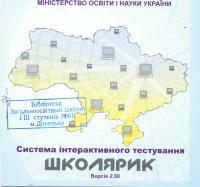 МІНІСТЕРСТВО ОСВІТИ І НАУКИ УКРАЇНИ
Бібліотека
Загальноосвітньої школи
І-ІІІ ступенів №61
м.Донецька
Система інтерактивного тестування
ШКОЛЯРИК
Версія 2.00